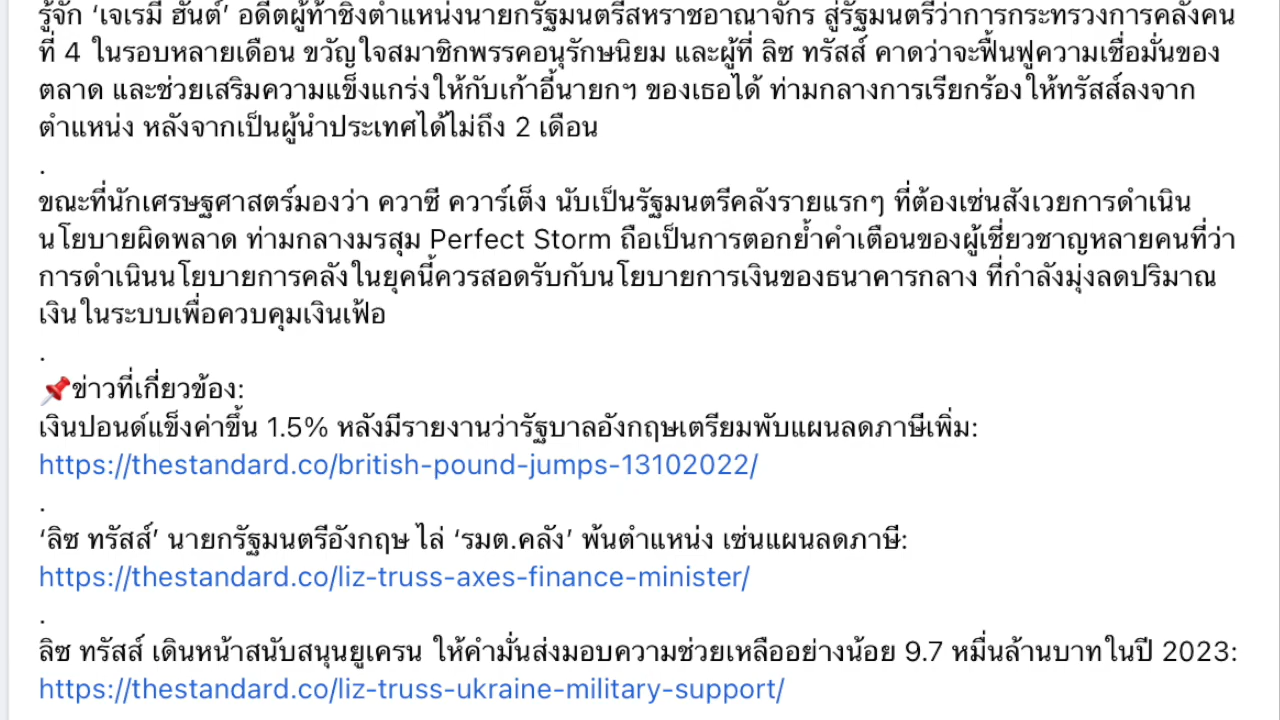 รู้จัก ‘เจเรมี ฮันต์’ อดีตผู้ท้าชิงตำแหน่งนายกรัฐมนตรีสหราชอาณาจักร สู่รัฐมนตรีว่าการกระทรวงการคลังคน
ที่ 4 ในรอบหลายเดือน ขวัญใจสมาชิกพรรคอนุรักษนิยม และผู้ที่ ลิซ ทรัสส์ คาดว่าจะฟื้นฟูความเชื่อมั่นของ
ตลาด และช่วยเสริมความแข็งแกร่งให้กับเก้าอี้นายกฯ ของเธอได้ ท่ามกลางการเรียกร้องให้ทรัสส์ลงจาก
ตำแหน่ง หลังจากเป็นผู้นำประเทศได้ไม่ถึง 2 เดือน
.
ขณะที่นักเศรษฐศาสตร์มองว่า ควาซี ควาร์เต็ง นับเป็นรัฐมนตรีคลังรายแรกๆ ที่ต้องเซ่นสังเวยการดำเนิน
นโยบายผิดพลาด ท่ามกลางมรสุม Perfect Storm ถือเป็นการตอกย้ำคำเตือนของผู้เชี่ยวชาญหลายคนที่ว่า
การดำเนินนโยบายการคลังในยุคนี้ควรสอดรับกับนโยบายการเงินของธนาคารกลาง ที่กำลังมุ่งลดปริมาณ
เงินในระบบเพื่อควบคุมเงินเฟ้อ
.
📌ข่าวที่เกี่ยวข้อง:
เงินปอนด์แข็งค่าขึ้น 1.5% หลังมีรายงานว่ารัฐบาลอังกฤษเตรียมพับแผนลดภาษีเพิ่ม:
https://thestandard.co/british-pound-jumps-13102022/
.
‘ลิซ ทรัสส์’ นายกรัฐมนตรีอังกฤษ ไล่ ‘รมต.คลัง’ พ้นตำแหน่ง เซ่นแผนลดภาษี:
https://thestandard.co/liz-truss-axes-finance-minister/
.
ลิซ ทรัสส์ เดินหน้าสนับสนุนยูเครน ให้คำมั่นส่งมอบความช่วยเหลืออย่างน้อย 9.7 หมื่นล้านบาทในปี 2023:
https://thestandard.co/liz-truss-ukraine-military-support/